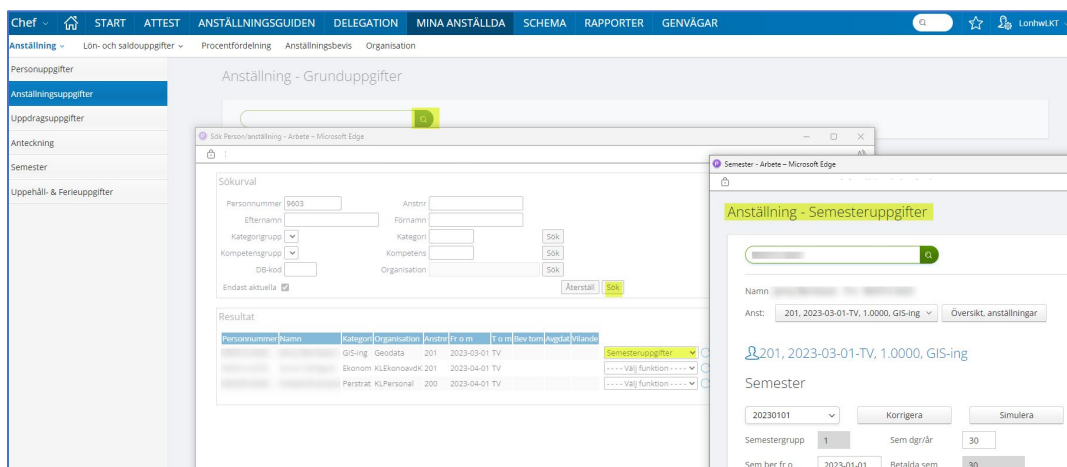 Chef START ATTEST ANSTÄLLNINGSGUIDEN DELEGATION MINA ANSTÄLLDA SCHEMA RAPPORTER GENVÄGAR LonhwLKT
Anställning Lön- och saldouppgifter Procentfördelning Anställningsbevis Organisation
Personuppgifter
Anställningsuppgifter
Uppdragsuppgifter
Anteckning
Semester
Uppehåll- & Ferieuppgifter
Anställning - Grunduppgifter
Sök Person/anställning - Arbete – Microsoft Edge
Sökurval
Personnummer 9603 Anstnr
Efternamn Förnamn
Kategorigrupp Kategori Sök
Kompetensgrupp Kompetens Sök
DB-kod Organisation Sök
Endast aktuella Återställ Sök
Resultat
Personnummer Namn Kategori Organisation Anstnr Fr o m T o m Bev tom Avgdat Vilande
GIS-ing Geodata 201 2023-03-01 TV Semesteruppgifter
Ekonom KLEkonoavdK 201 2023-04-01 TV - - - - Välj funktion - - - -
Perstrat KLPersonal 200 2023-04-01 TV - - - - Välj funktion - - - -
Semester - Arbete – Microsoft Edge
Anställning - Semesteruppgifter
Namn
Anst: 201, 2023-03-01-TV, 1.0000, GIS-ing Översikt, anställningar
201, 2023-03-01-TV, 1.0000, GIS-ing
Semester
20230101 Korrigera Simulera
Semestergrupp 1 Sem dgr/år 30
Sem ber fr o 2023-01-01 Betalda sem 30